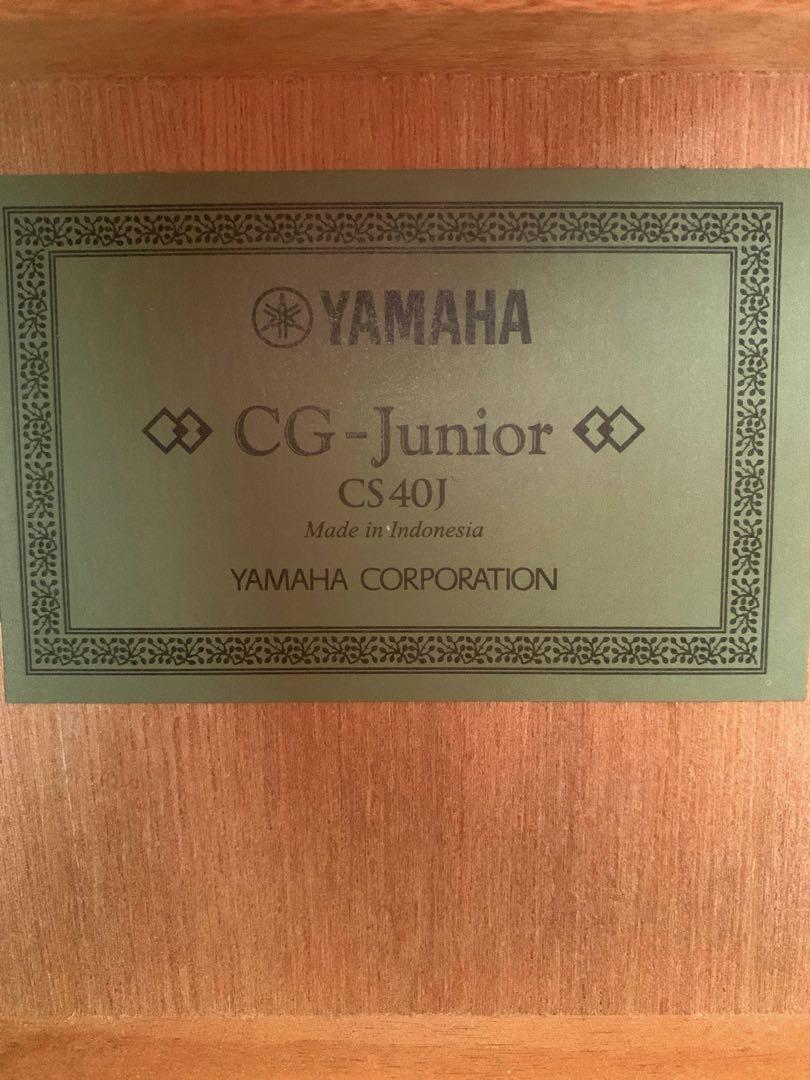 YAMAHA
CG-Junior
CS40J
Made in Indonesia
YAMAHA CORPORATION